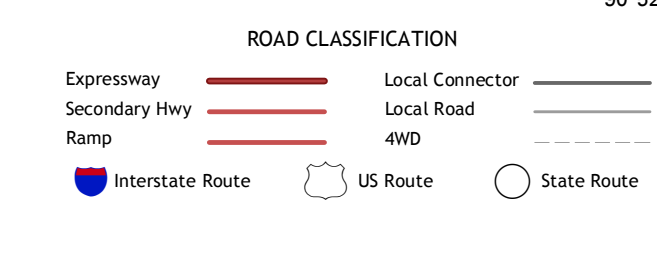 ROAD CLASSIFICATION
Expressway
Local Connector
Secondary Hwy
Local Road
Ramp
4WD
Interstate Route
US Route
State Route